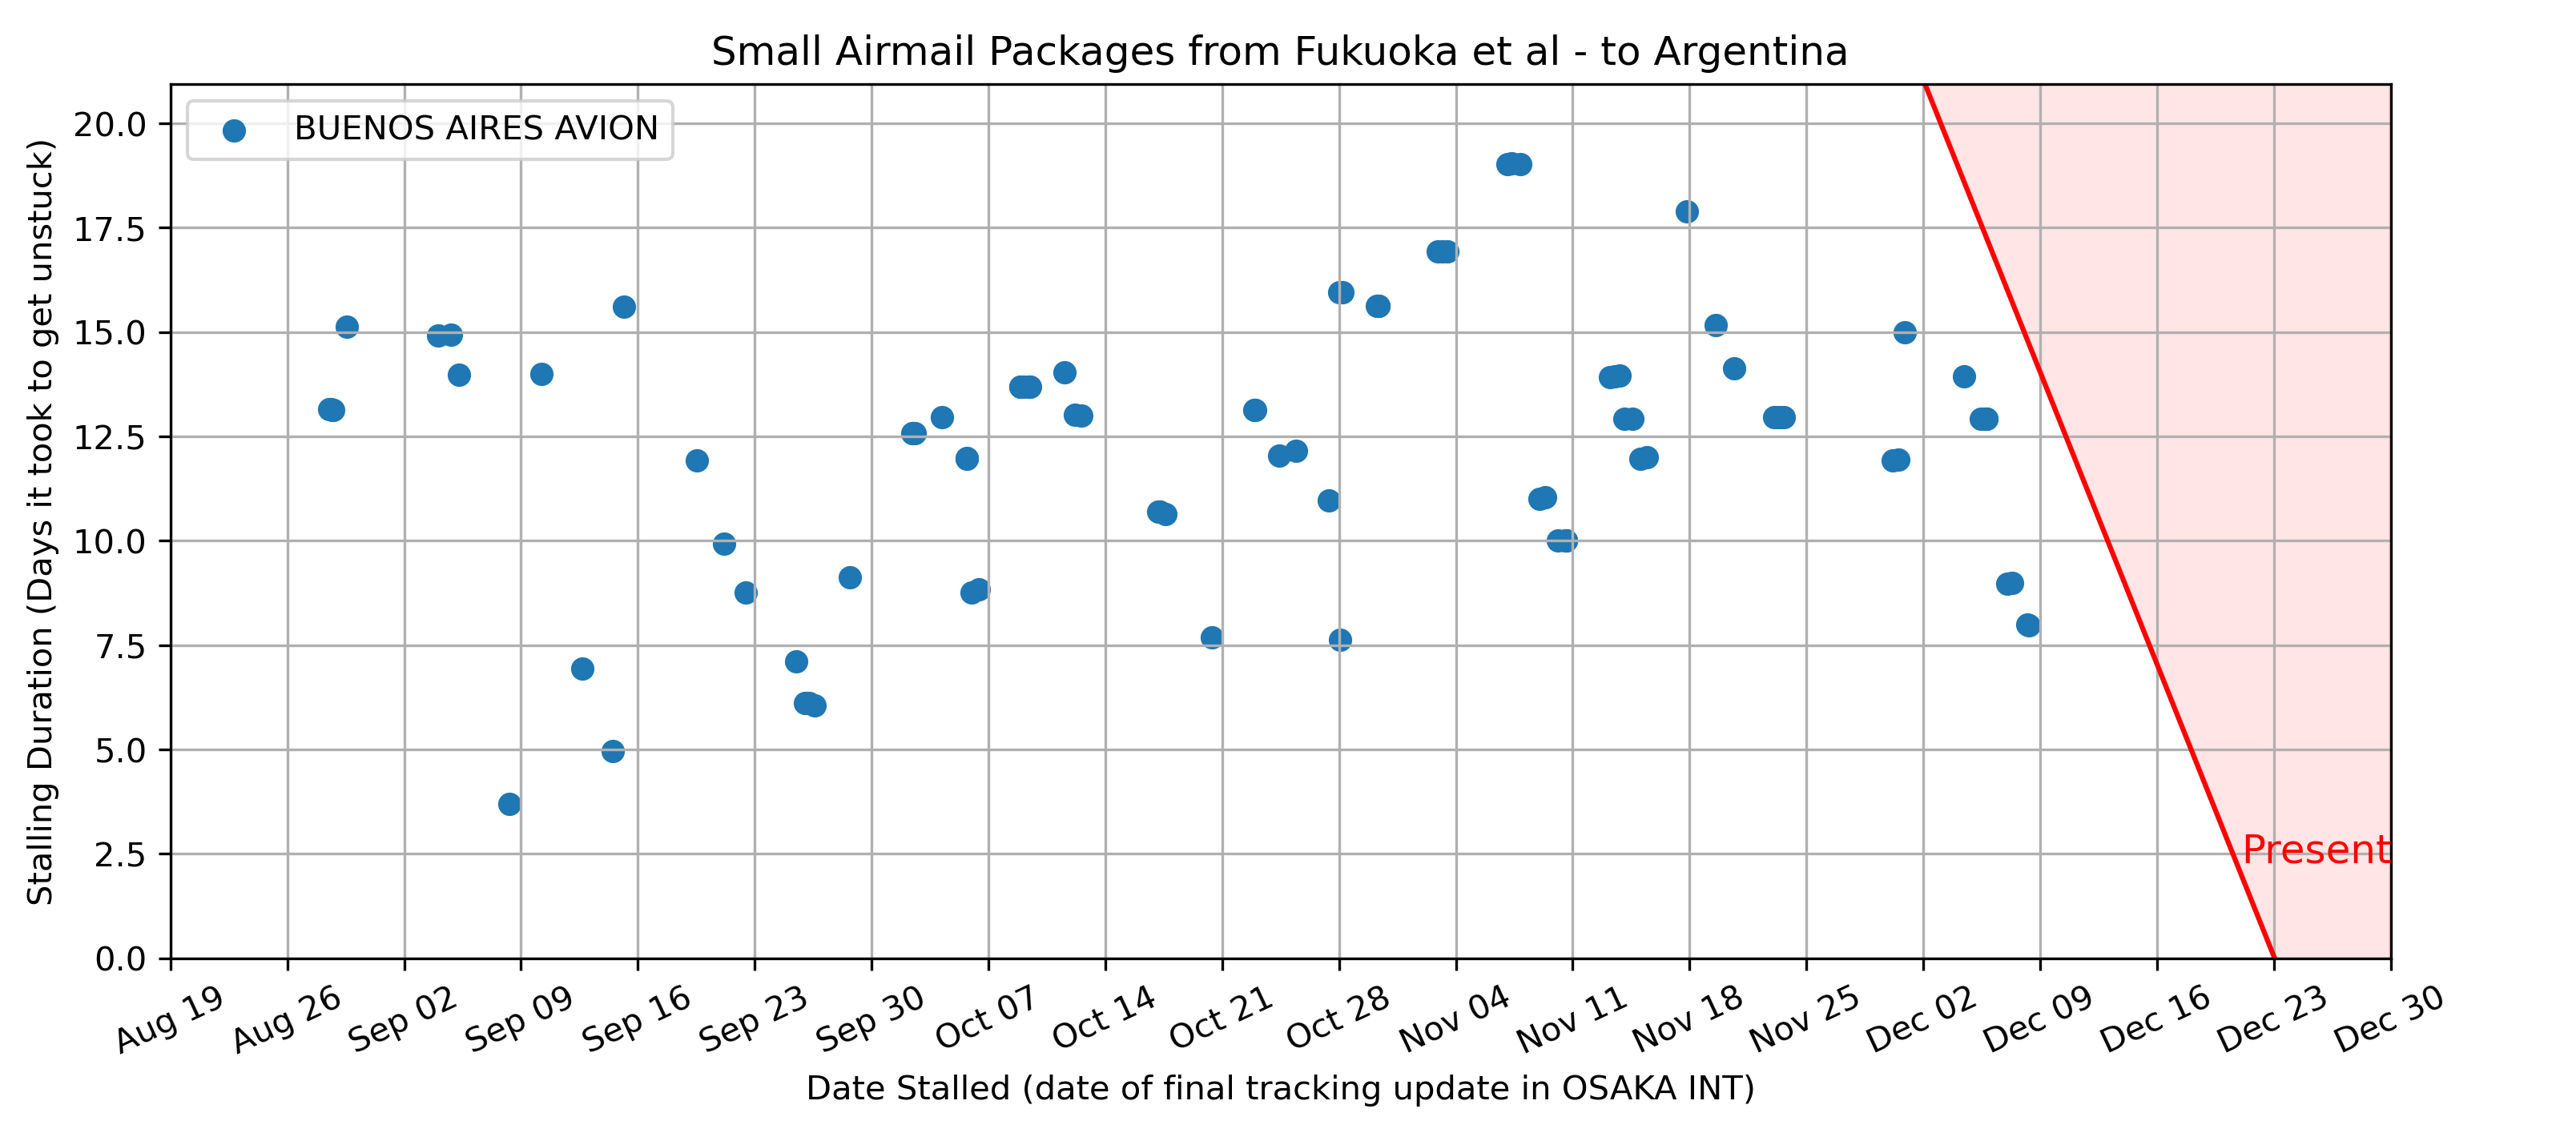 Small Airmail Packages from Fukuoka et al - to Argentina
BUENOS AIRES AVION
Stalling Duration (Days it took to get unstuck)
20.0
17.5
15.0
12.5
10.0
7.5
5.0
2.5
0.0
Present
Aug 19
Aug 26
Sep 02
Sep 09
Sep 16
Sep 23
Sep 30
Oct 07
Oct 14
Oct 21
Oct 28
Nov 04
Nov 11
Nov 18
Nov 25
Dec 02
Dec 09
Dec 16
Dec 23
Dec 30
Date Stalled (date of final tracking update in OSAKA INT)